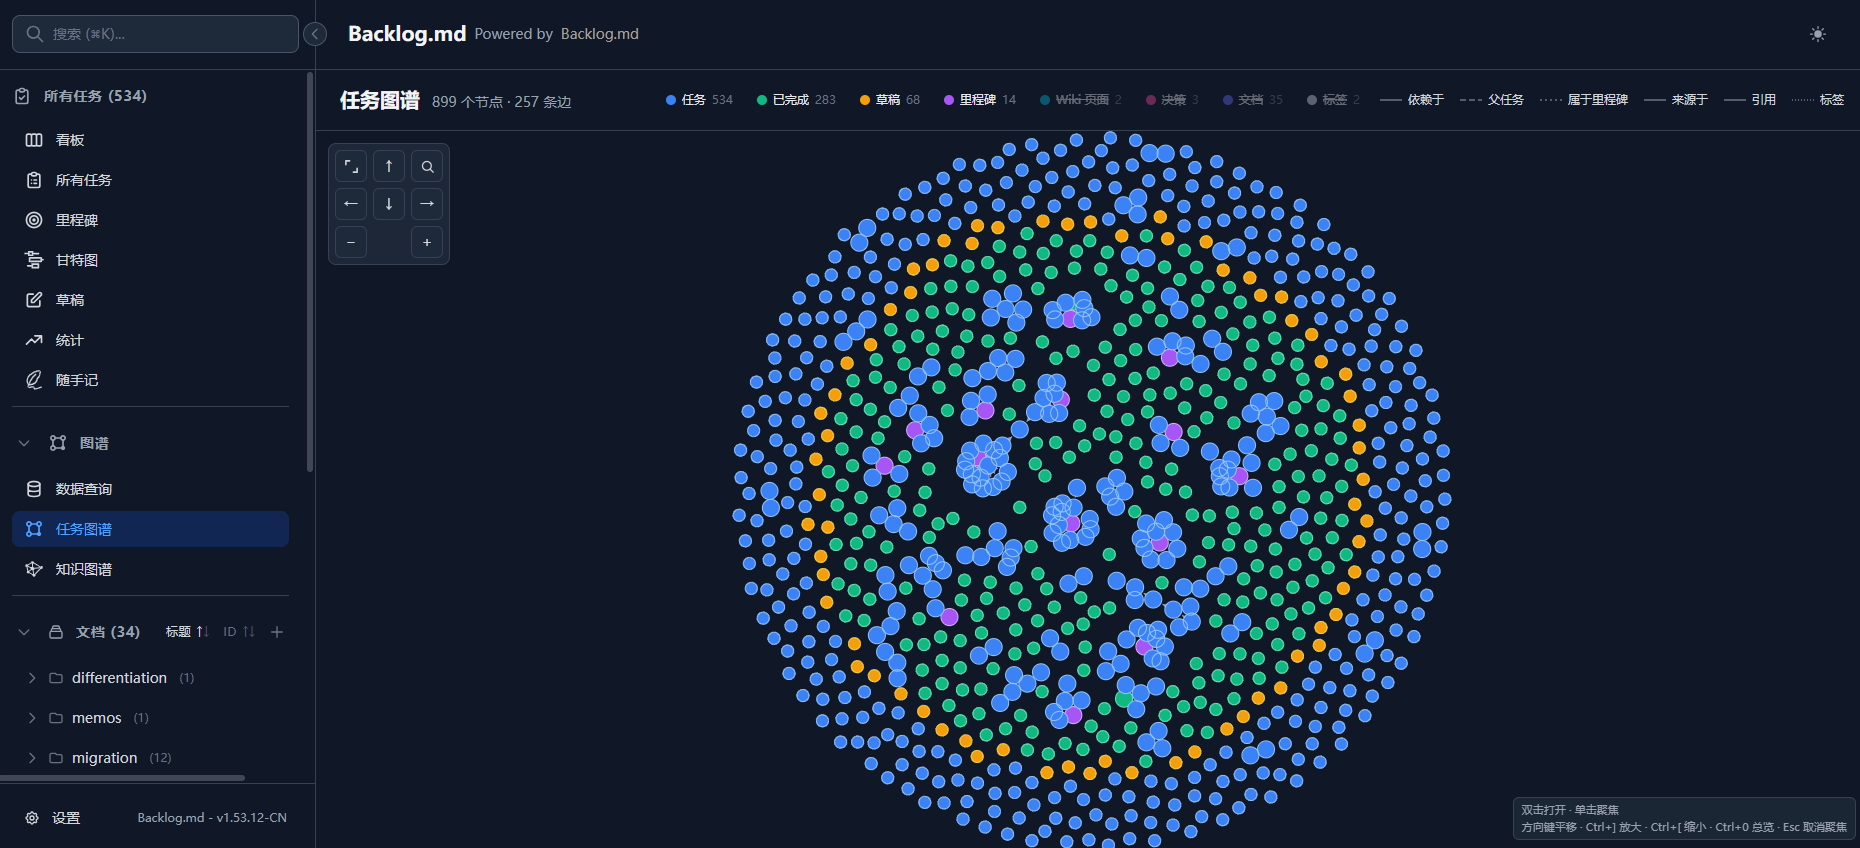 搜索 (⌘K)...
Backlog.md Powered by Backlog.md
所有任务 (534)
看板
所有任务
里程碑
甘特图
草稿
统计
随手记
图谱
数据查询
任务图谱
知识图谱
文档 (34) 标题 ↑↓ ID ↑↓ +
differentiation (1)
memos (1)
migration (12)
设置 Backlog.md - v1.53.12-CN
任务图谱 899 个节点 · 257 条边
任务 534 已完成 283 草稿 68 里程碑 14 Wiki 页面 2 决策 3 文档 35 标签 2 依赖于 父任务 属于里程碑 来源于 引用 标签
↑
← ↓ →
− +
双击打开 · 单击聚焦
方向键平移 · Ctrl+] 放大 · Ctrl+[ 缩小 · Ctrl+0 总览 · Esc 取消聚焦